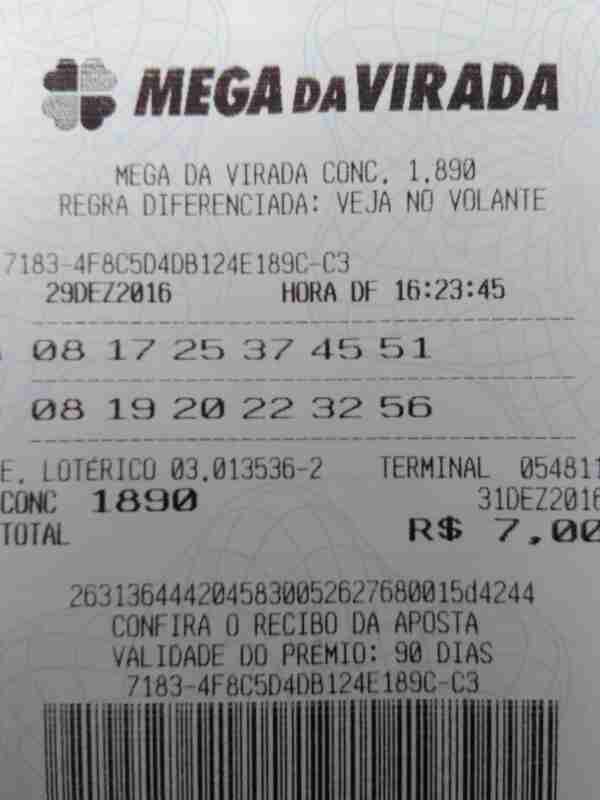 MEGA DA VIRADA
MEGA DA VIRADA CONC. 1.890
REGRA DIFERENCIADA: VEJA NO VOLANTE
7183-4F8C5D4DB124E189C-C3
29DEZ2016 HORA DF 16:23:45
08 17 25 37 45 51
08 19 20 22 32 56
E. LOTÉRICO 03.013536-2 TERMINAL 054811
CONC 1890 31DEZ2016
TOTAL R$ 7,00
2631364442045830052627680015d4244
CONFIRA O RECIBO DA APOSTA
VALIDADE DO PRÊMIO: 90 DIAS
7183-4F8C5D4DB124E189C-C3